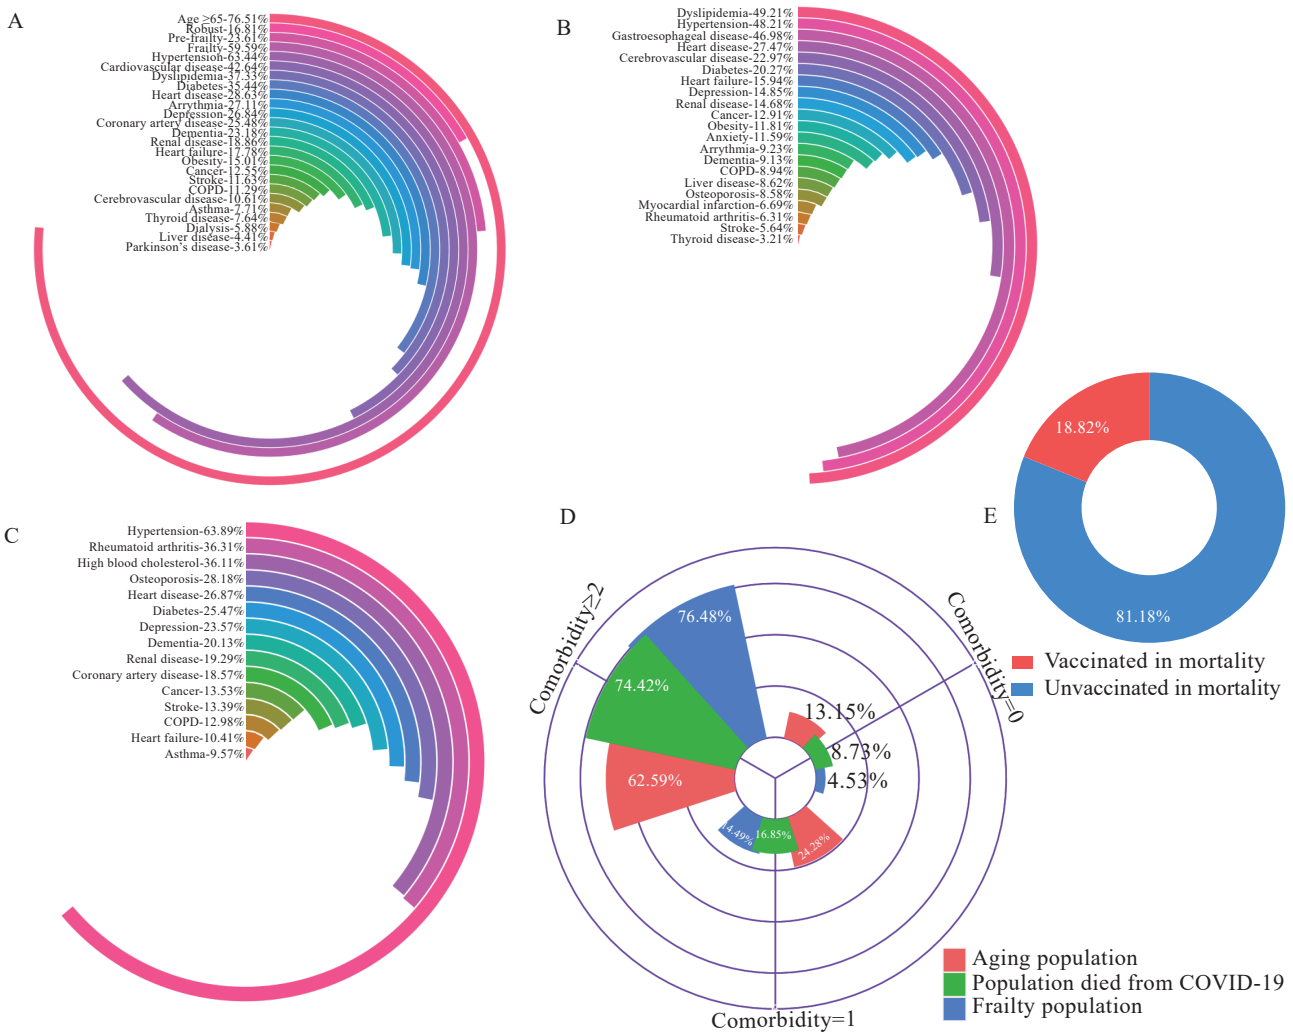 A
Age ≥65-76.51%
Robust-16.81%
Pre-frailty-23.61%
Frailty-59.59%
Hypertension-63.44%
Cardiovascular disease-42.64%
Dyslipidemia-37.33%
Diabetes-35.44%
Heart disease-28.63%
Arrythmia-27.11%
Depression-26.84%
Coronary artery disease-25.48%
Dementia-23.18%
Renal disease-18.86%
Heart failure-17.78%
Obesity-15.01%
Cancer-12.55%
Stroke-11.63%
COPD-11.29%
Cerebrovascular disease-10.61%
Asthma-7.71%
Thyroid disease-7.64%
Dialysis-5.88%
Liver disease-4.41%
Parkinson's disease-3.61%
B
Dyslipidemia-49.21%
Hypertension-48.21%
Gastroesophageal disease-46.98%
Heart disease-27.47%
Cerebrovascular disease-22.97%
Diabetes-20.27%
Heart failure-15.94%
Depression-14.85%
Renal disease-14.68%
Cancer-12.91%
Obesity-11.81%
Anxiety-11.59%
Arrythmia-9.23%
Dementia-9.13%
COPD-8.94%
Liver disease-8.62%
Osteoporosis-8.58%
Myocardial infarction-6.69%
Rheumatoid arthritis-6.31%
Stroke-5.64%
Thyroid disease-3.21%
C
Hypertension-63.89%
Rheumatoid arthritis-36.31%
High blood cholesterol-36.11%
Osteoporosis-28.18%
Heart disease-26.87%
Diabetes-25.47%
Depression-23.57%
Dementia-20.13%
Renal disease-19.29%
Coronary artery disease-18.57%
Cancer-13.53%
Stroke-13.39%
COPD-12.98%
Heart failure-10.41%
Asthma-9.57%
D
Comorbidity≥2
Comorbidity=0
Comorbidity=1
76.48%
74.42%
62.59%
13.15%
8.73%
4.53%
14.49%
16.85%
24.28%
Aging population
Population died from COVID-19
Frailty population
E
18.82%
81.18%
Vaccinated in mortality
Unvaccinated in mortality